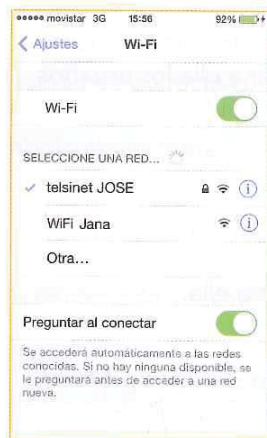 movistar 3G 15:56 92%
Ajustes Wi-Fi
Wi-Fi
SELECCIONE UNA RED...
telsinet JOSE
WiFi Jana
Otra...
Preguntar al conectar
Se accederá automáticamente a las redes
conocidas. Si no hay ninguna disponible, se
le preguntará antes de acceder a una red
nueva.